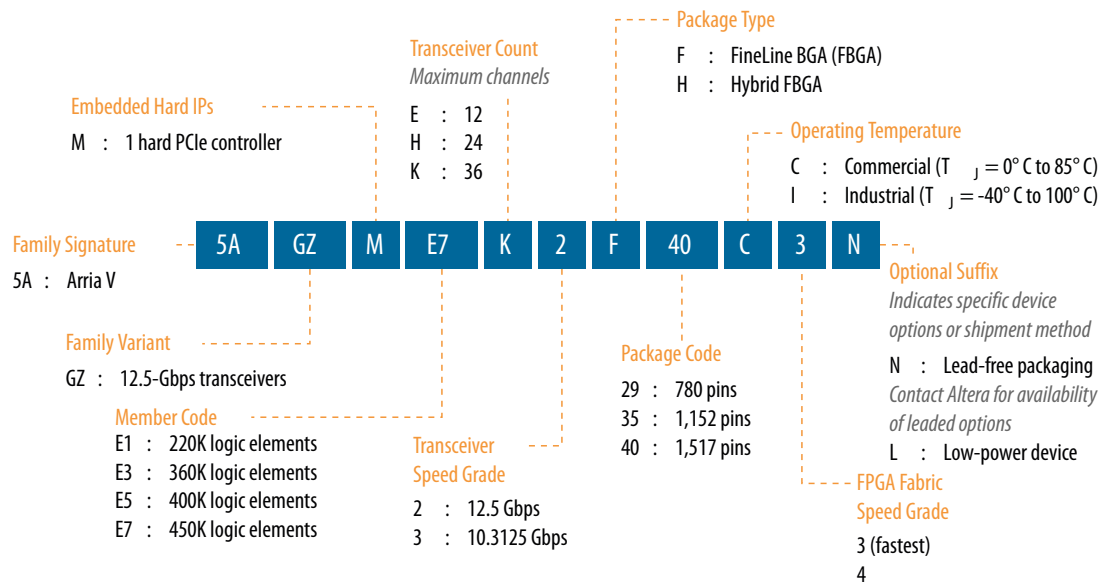 Package Type
F : FineLine BGA (FBGA)
H : Hybrid FBGA
Transceiver Count
Maximum channels
E : 12
H : 24
K : 36
Embedded Hard IPs
M : 1 hard PCIe controller
Operating Temperature
C : Commercial (T J = 0° C to 85° C)
I : Industrial (T J = -40° C to 100° C)
Family Signature
5A : Arria V
5A GZ M E7 K 2 F 40 C 3 N
Optional Suffix
Indicates specific device
options or shipment method
N : Lead-free packaging
Contact Altera for availability
of leaded options
L : Low-power device
Family Variant
GZ : 12.5-Gbps transceivers
Member Code
E1 : 220K logic elements
E3 : 360K logic elements
E5 : 400K logic elements
E7 : 450K logic elements
Transceiver
Speed Grade
2 : 12.5 Gbps
3 : 10.3125 Gbps
Package Code
29 : 780 pins
35 : 1,152 pins
40 : 1,517 pins
FPGA Fabric
Speed Grade
3 (fastest)
4